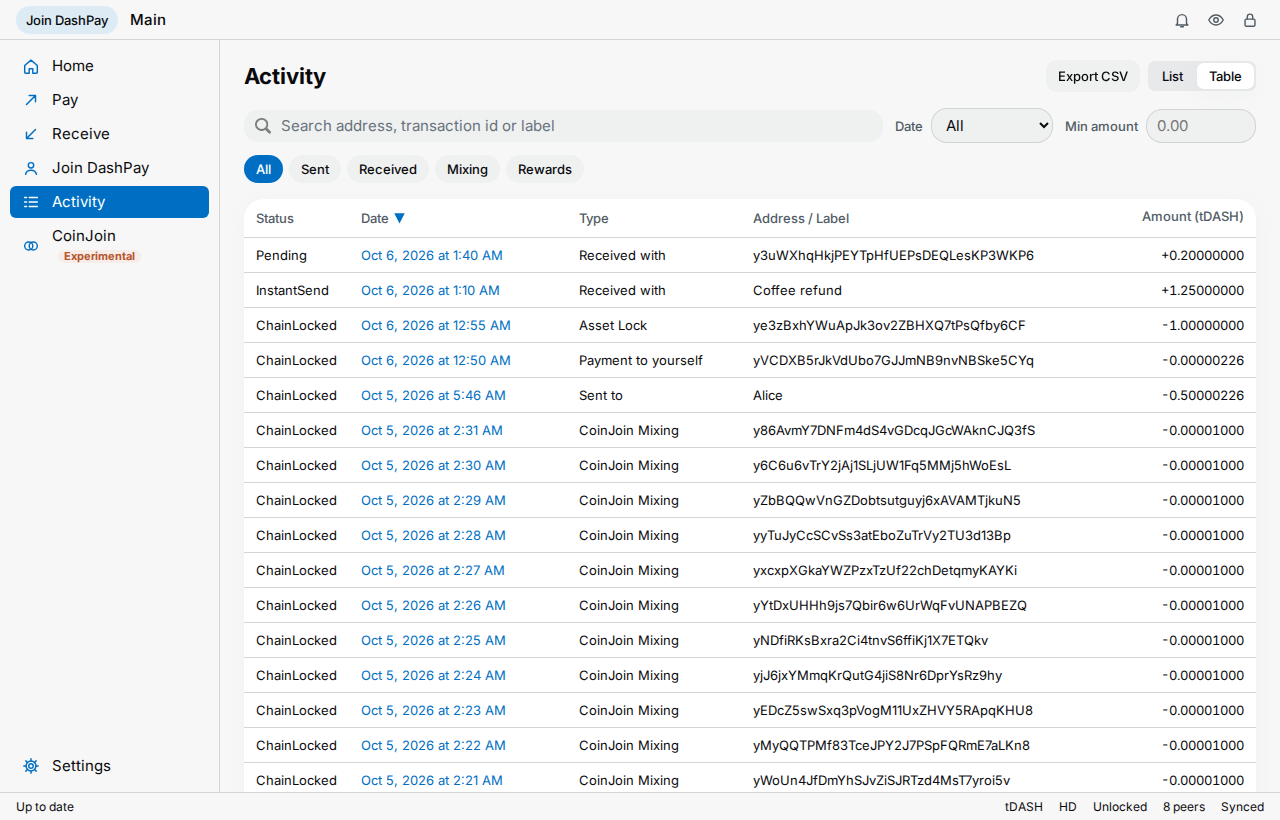 Join DashPay Main
Home
Pay
Receive
Join DashPay
Activity
CoinJoin
Experimental
Settings
Activity
Export CSV List Table
Search address, transaction id or label Date All Min amount 0.00
All Sent Received Mixing Rewards
Status Date ▼ Type Address / Label Amount (tDASH)
Pending Oct 6, 2026 at 1:40 AM Received with y3uWXhqHkjPEYTpHfUEPsDEQLesKP3WKP6 +0.20000000
InstantSend Oct 6, 2026 at 1:10 AM Received with Coffee refund +1.25000000
ChainLocked Oct 6, 2026 at 12:55 AM Asset Lock ye3zBxhYWuApJk3ov2ZBHXQ7tPsQfby6CF -1.00000000
ChainLocked Oct 6, 2026 at 12:50 AM Payment to yourself yVCDXB5rJkVdUbo7GJJmNB9nvNBSke5CYq -0.00000226
ChainLocked Oct 5, 2026 at 5:46 AM Sent to Alice -0.50000226
ChainLocked Oct 5, 2026 at 2:31 AM CoinJoin Mixing y86AvmY7DNFm4dS4vGDcqJGcWAknCJQ3fS -0.00001000
ChainLocked Oct 5, 2026 at 2:30 AM CoinJoin Mixing y6C6u6vTrY2jAj1SLjUW1Fq5MMj5hWoEsL -0.00001000
ChainLocked Oct 5, 2026 at 2:29 AM CoinJoin Mixing yZbBQQwVnGZDobtsutguyj6xAVAMTjkuN5 -0.00001000
ChainLocked Oct 5, 2026 at 2:28 AM CoinJoin Mixing yyTuJyCcSCvSs3atEboZuTrVy2TU3d13Bp -0.00001000
ChainLocked Oct 5, 2026 at 2:27 AM CoinJoin Mixing yxcxpXGkaYWZPzxTzUf22chDetqmyKAYKi -0.00001000
ChainLocked Oct 5, 2026 at 2:26 AM CoinJoin Mixing yYtDxUHHh9js7Qbir6w6UrWqFvUNAPBEZQ -0.00001000
ChainLocked Oct 5, 2026 at 2:25 AM CoinJoin Mixing yNDfiRKsBxra2Ci4tnvS6ffiKj1X7ETQkv -0.00001000
ChainLocked Oct 5, 2026 at 2:24 AM CoinJoin Mixing yjJ6jxYMmqKrQutG4jiS8Nr6DprYsRz9hy -0.00001000
ChainLocked Oct 5, 2026 at 2:23 AM CoinJoin Mixing yEDcZ5swSxq3pVogM11UxZHVY5RApqKHU8 -0.00001000
ChainLocked Oct 5, 2026 at 2:22 AM CoinJoin Mixing yMyQQTPMf83TceJPY2J7PSpFQRmE7aLKn8 -0.00001000
ChainLocked Oct 5, 2026 at 2:21 AM CoinJoin Mixing yWoUn4JfDmYhSJvZiSJRTzd4MsT7yroi5v -0.00001000
Up to date tDASH HD Unlocked 8 peers Synced